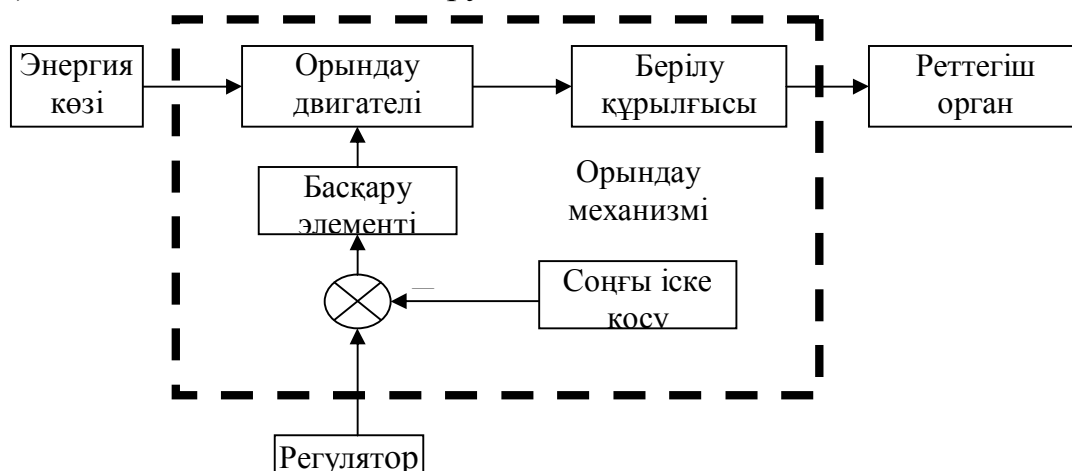 Энергия
көзі
Орындау
двигателі
Берілу
құрылғысы
Реттегіш
орган
Басқару
элементі
Орындау
механизмі
Соңғы іске
қосу
Регулятор